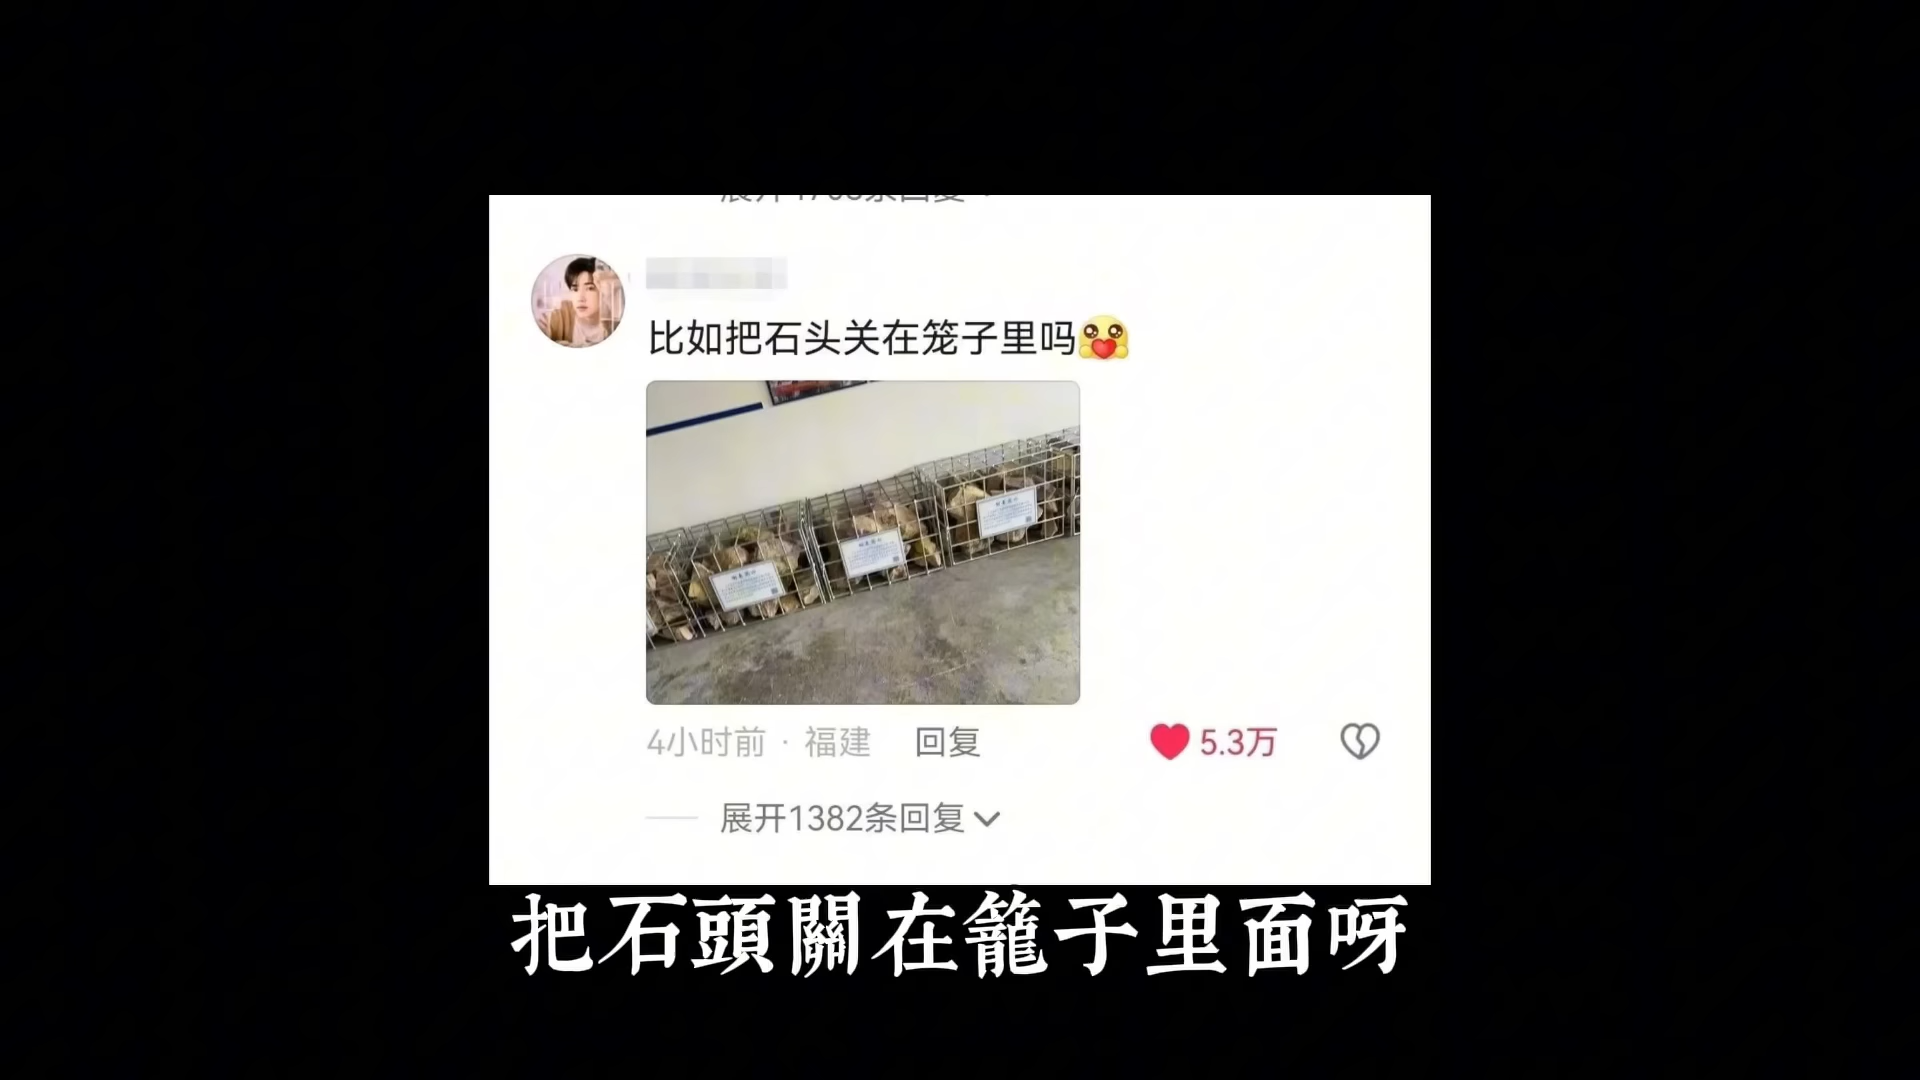 比如把石头关在笼子里吗
4小时前 · 福建 回复 5.3万
展开1382条回复
把石頭關在籠子里面呀